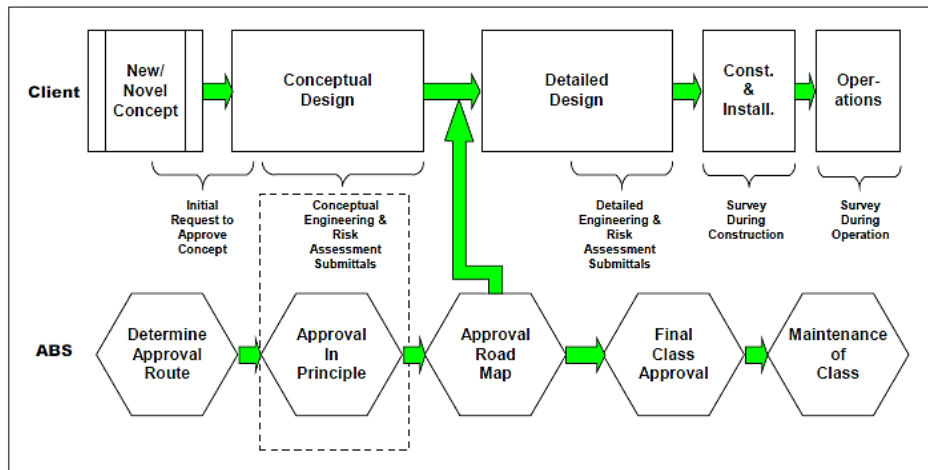 Client
New/
Novel
Concept
Conceptual
Design
Detailed
Design
Const.
&
Install.
Oper-
ations
Initial
Request to
Approve
Concept
Conceptual
Engineering &
Risk
Assessment
Submittals
Detailed
Engineering &
Risk
Assessment
Submittals
Survey
During
Construction
Survey
During
Operation
ABS
Determine
Approval
Route
Approval
In
Principle
Approval
Road
Map
Final
Class
Approval
Maintenance
of
Class